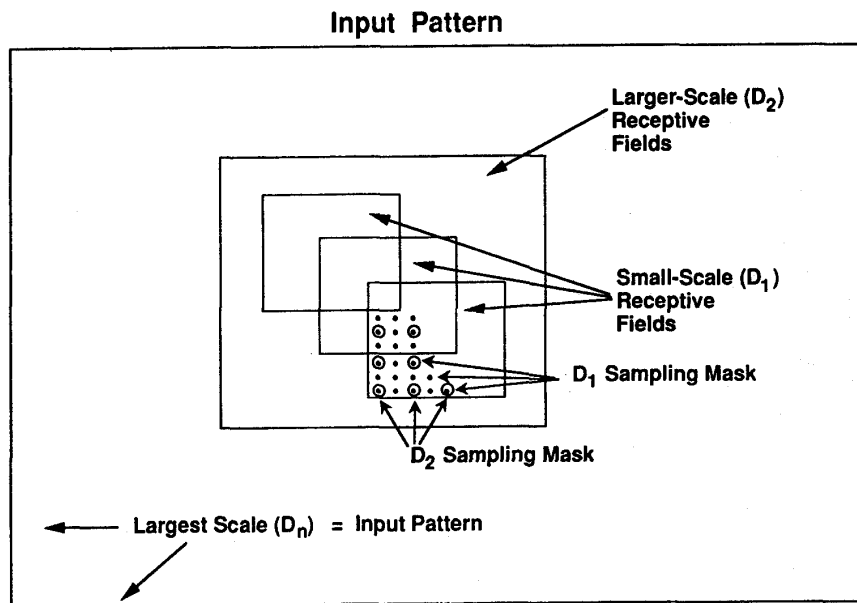 Input Pattern
Larger-Scale (D2)
Receptive
Fields
Small-Scale (D1)
Receptive
Fields
D1 Sampling Mask
D2 Sampling Mask
Largest Scale (Dn) = Input Pattern